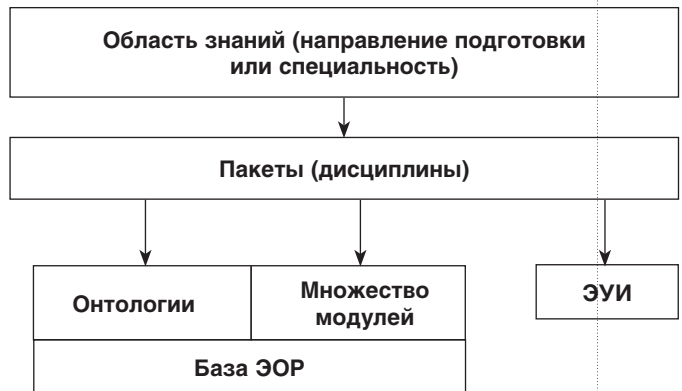 Область знаний (направление подготовки
или специальность)
Пакеты (дисциплины)
Онтологии
Множество
модулей
ЭУИ
База ЭОР